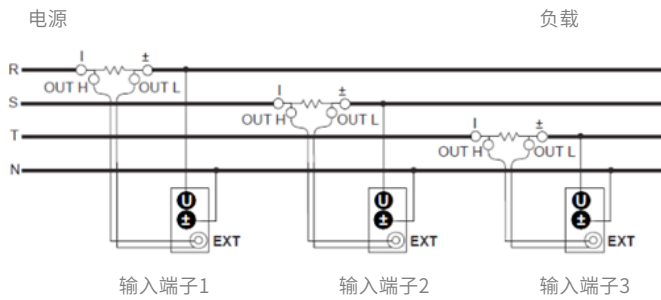 电源 负载
I ±
R
OUT H OUT L
I ±
S
OUT H OUT L
I ±
T
OUT H OUT L
N
U U U
± ± ±
EXT EXT EXT
输入端子1 输入端子2 输入端子3